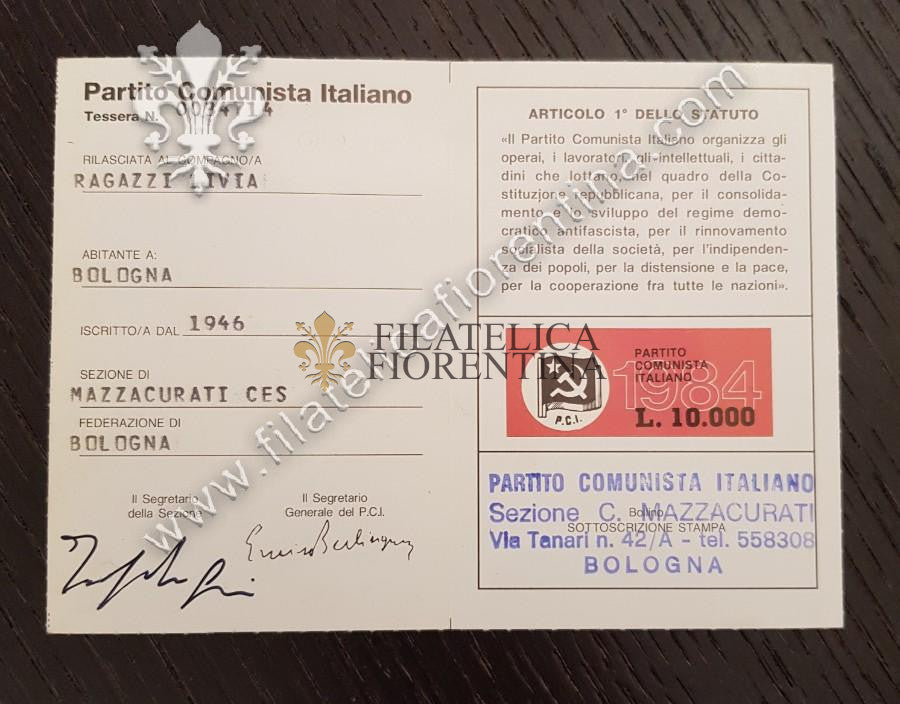 Partito Comunista Italiano
Tessera N.
RILASCIATA AL COMPAGNO/A
RAGAZZI LIVIA
ABITANTE A:
BOLOGNA
ISCRITTO/A DAL 1946
SEZIONE DI
MAZZACURATI CES
FEDERAZIONE DI
BOLOGNA
Il Segretario
della Sezione
Il Segretario
Generale del P.C.I.
Enrico Berlinguer
ARTICOLO 1° DELLO STATUTO
«Il Partito Comunista Italiano organizza gli
operai, i lavoratori, gli intellettuali, i citta-
dini che lottano, nel quadro della Co-
stituzione repubblicana, per il consolida-
mento e lo sviluppo del regime demo-
cratico antifascista, per il rinnovamento
socialista della società, per l'indipenden-
za dei popoli, per la distensione e la pace,
per la cooperazione fra tutte le nazioni».
PARTITO
COMUNISTA
ITALIANO
1984
L. 10.000
P.C.I.
PARTITO COMUNISTA ITALIANO
Sezione C. MAZZACURATI
Bollino
SOTTOSCRIZIONE STAMPA
Via Tanari n. 42/A - tel. 558308
BOLOGNA
FILATELICA
FIORENTINA
www.filatelicafiorentina.com